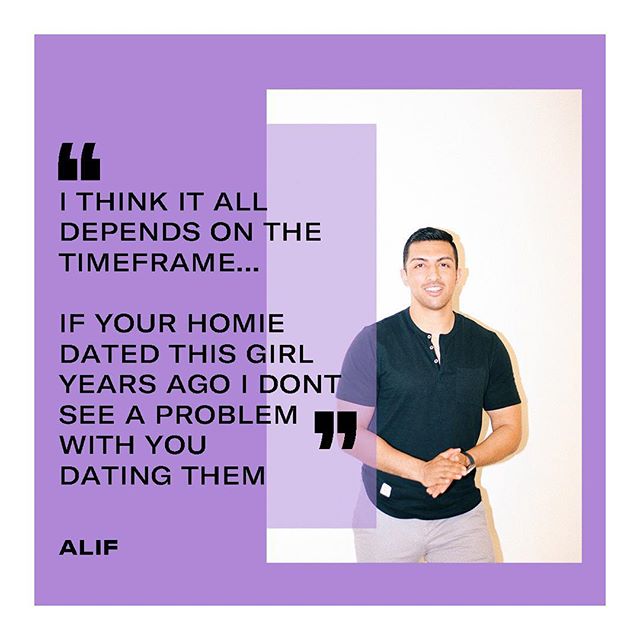 ❝
I THINK IT ALL
DEPENDS ON THE
TIMEFRAME...
IF YOUR HOMIE
DATED THIS GIRL
YEARS AGO I DONT
SEE A PROBLEM
WITH YOU
DATING THEM
❞
ALIF